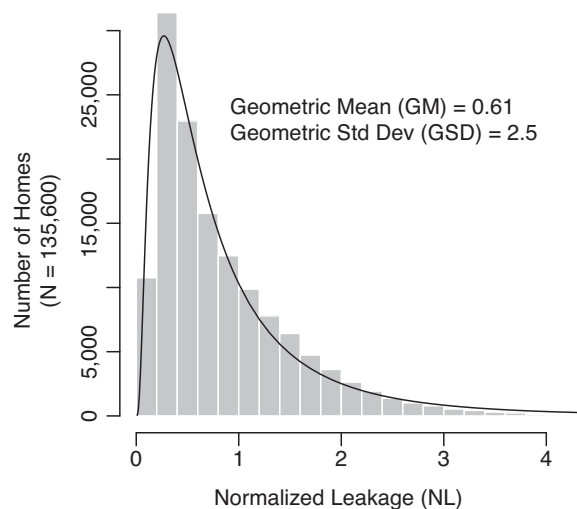 Geometric Mean (GM) = 0.61
Geometric Std Dev (GSD) = 2.5
25,000
15,000
5,000
0
Number of Homes
(N = 135,600)
0 1 2 3 4
Normalized Leakage (NL)